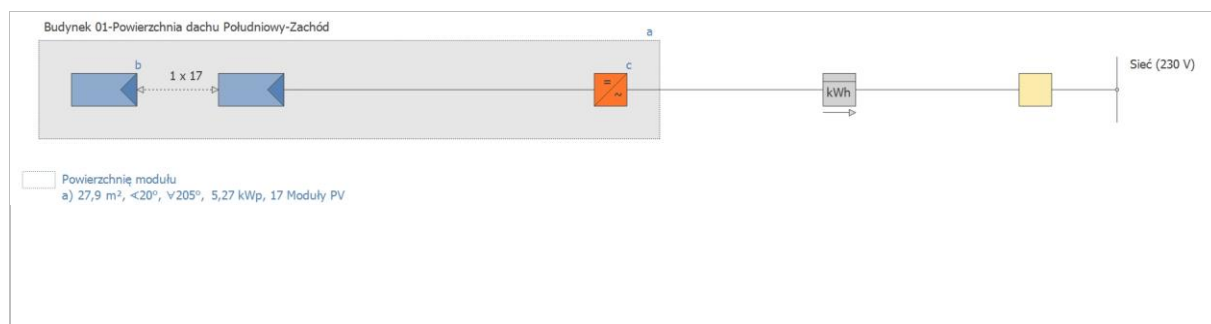 Budynek 01-Powierzchnia dachu Południowy-Zachód
a
b
1 x 17
c
=
~
kWh
Sieć (230 V)
Powierzchnię modułu
a) 27,9 m², ∢20°, ∀205°, 5,27 kWp, 17 Moduły PV